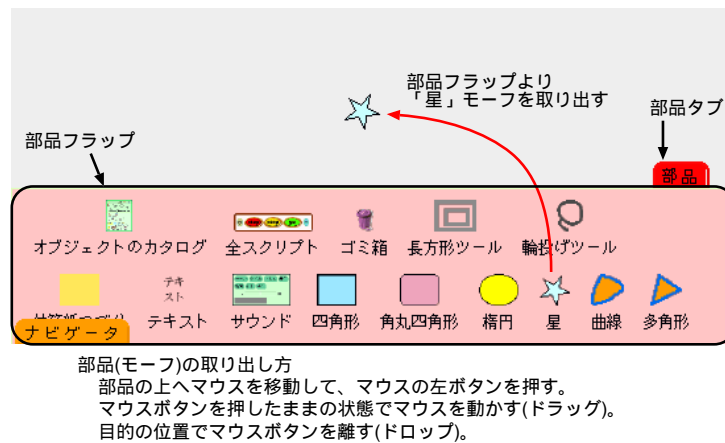 部品フラップより
「星」モーフを取り出す
部品タブ
部品フラップ
部品
オブジェクトのカタログ
全スクリプト
ゴミ箱
長方形ツール
輪投げツール
テキスト
テキスト
サウンド
四角形
角丸四角形
楕円
星
曲線
多角形
ナビゲータ
部品(モーフ)の取り出し方
部品の上へマウスを移動して、マウスの左ボタンを押す。
マウスボタンを押したままの状態でマウスを動かす(ドラッグ)。
目的の位置でマウスボタンを離す(ドロップ)。